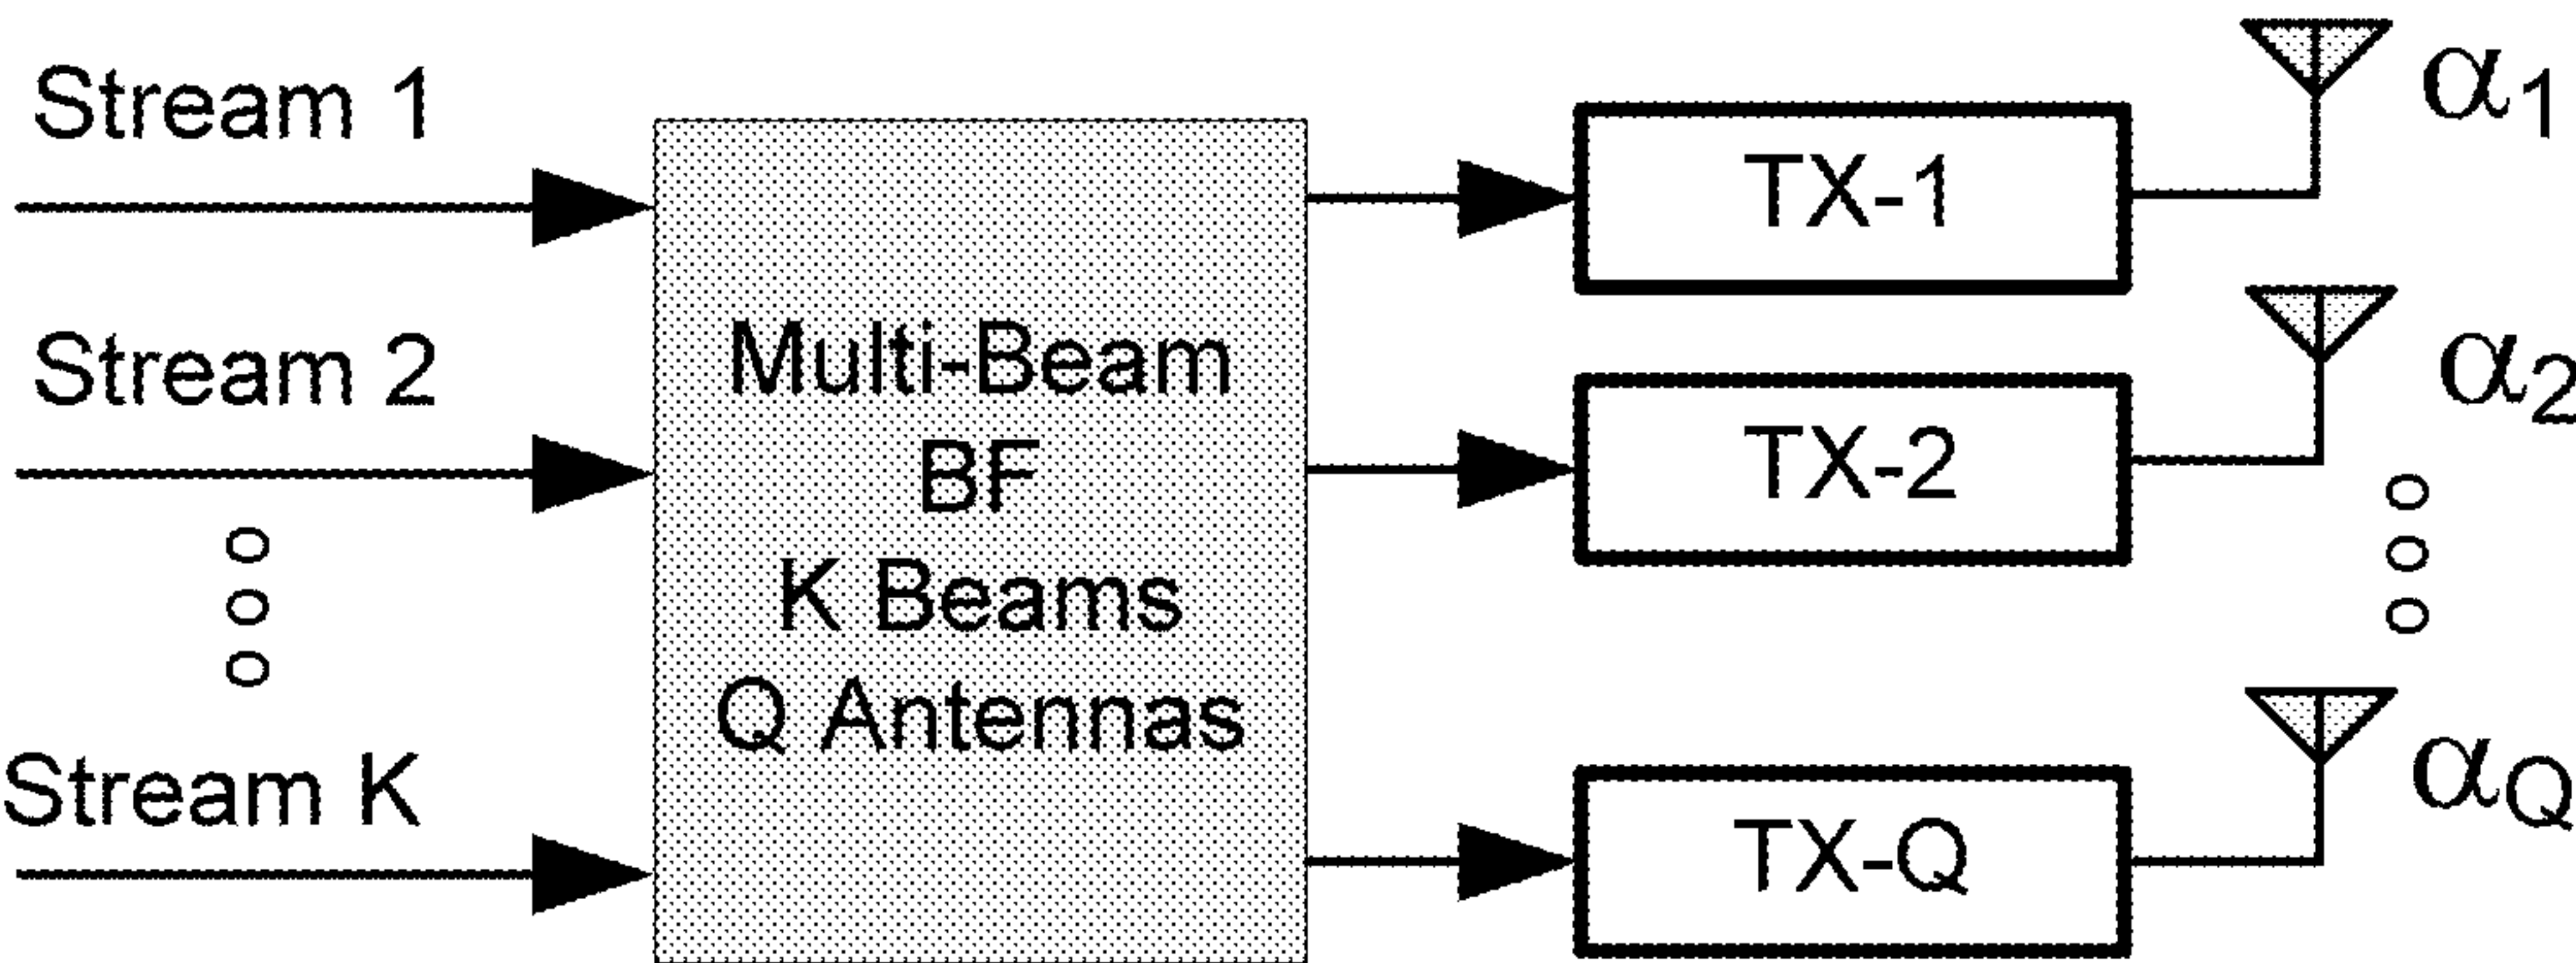 Stream 1
Stream 2
Stream K
Multi-Beam
BF
K Beams
Q Antennas
TX-1
TX-2
TX-Q
α1
α2
αQ